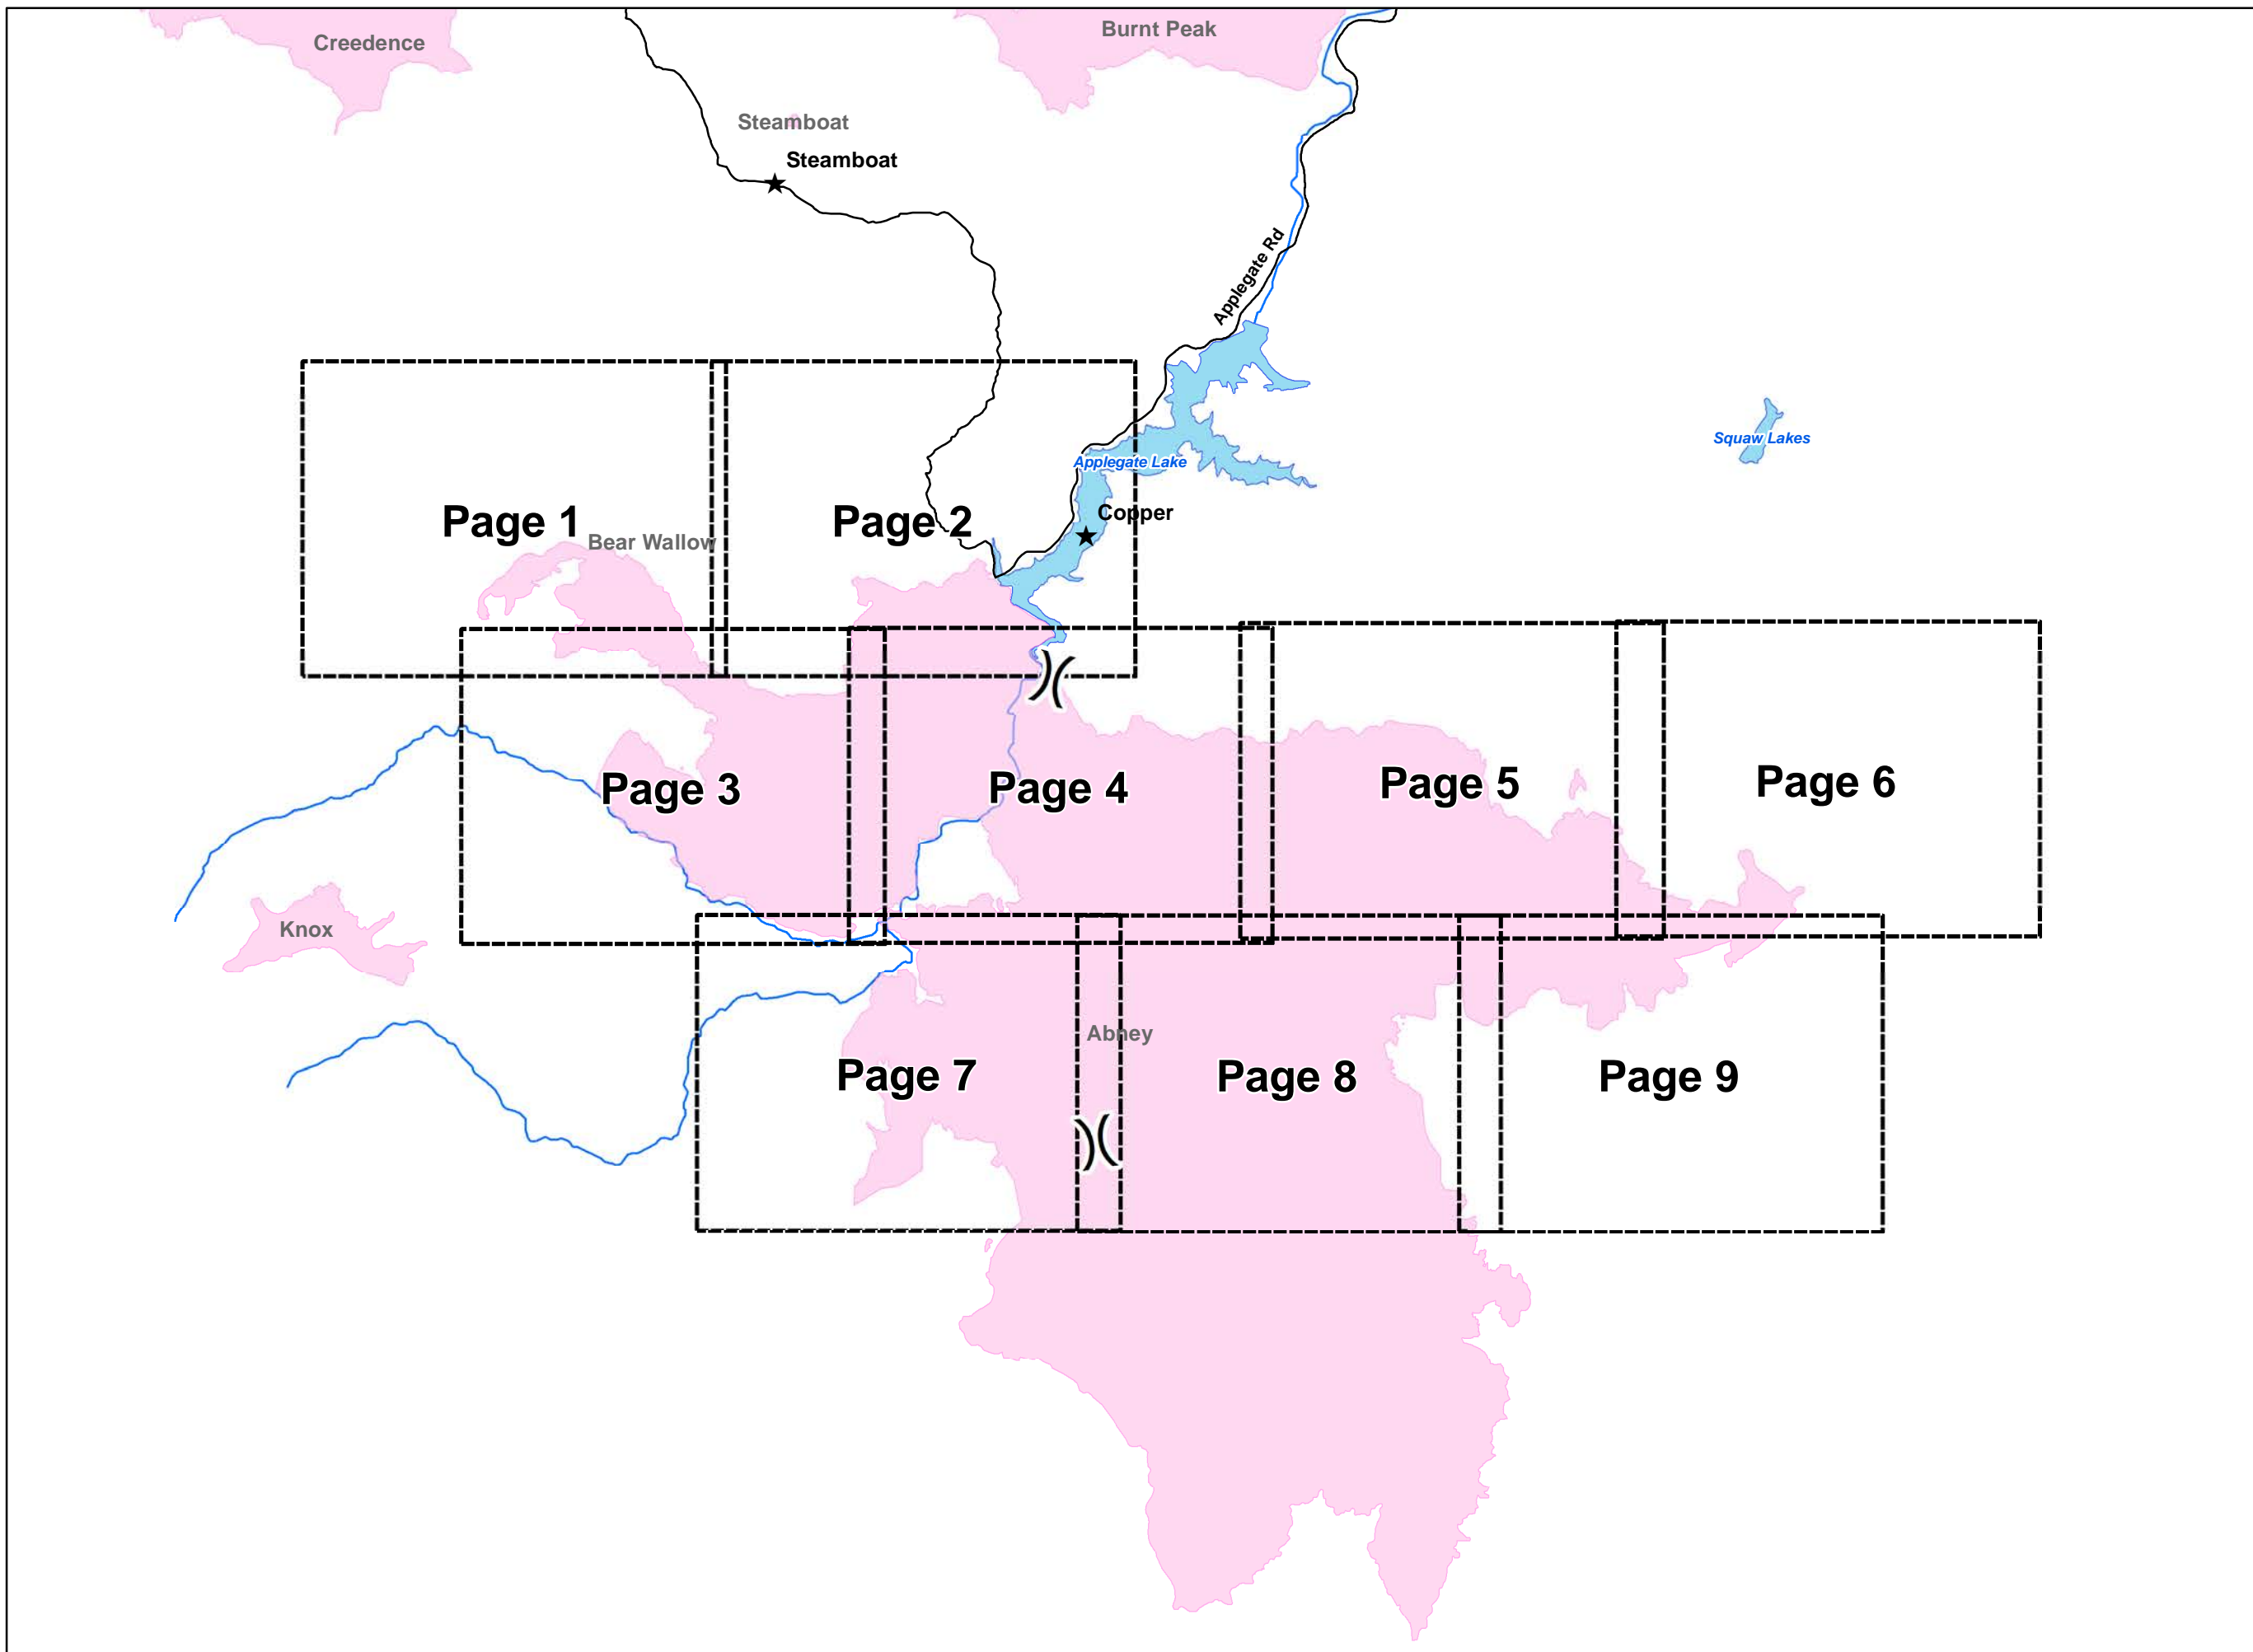 Creedence
Burnt Peak
Steamboat
Steamboat
Applegate Rd
Squaw Lakes
Applegate Lake
Copper
Page 1
Page 2
Bear Wallow
Page 3
Page 4
Page 5
Page 6
Knox
Abney
Page 7
Page 8
Page 9